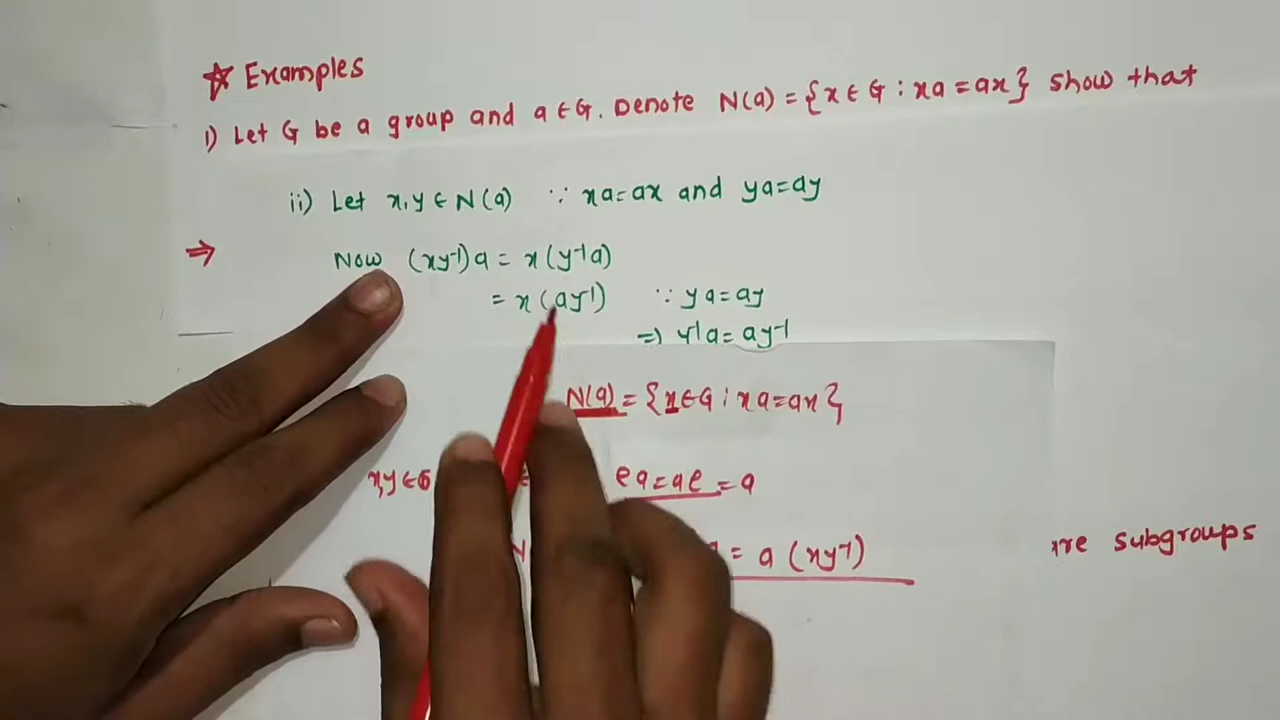 ☆ Examples
1) Let G be a group and a ∈ G. Denote N(a) = {x ∈ G : xa = ax} show that
ii) Let x,y ∈ N(a) ∵ xa=ax and ya=ay
⇒ Now (xy⁻¹)a = x(y⁻¹a)
= x(ay⁻¹) ∵ ya=ay
⇒ y⁻¹a = ay⁻¹
N(a) = {x∈G : xa=ax}
x,y∈G ea=ae=a
= a (xy⁻¹)
are subgroups